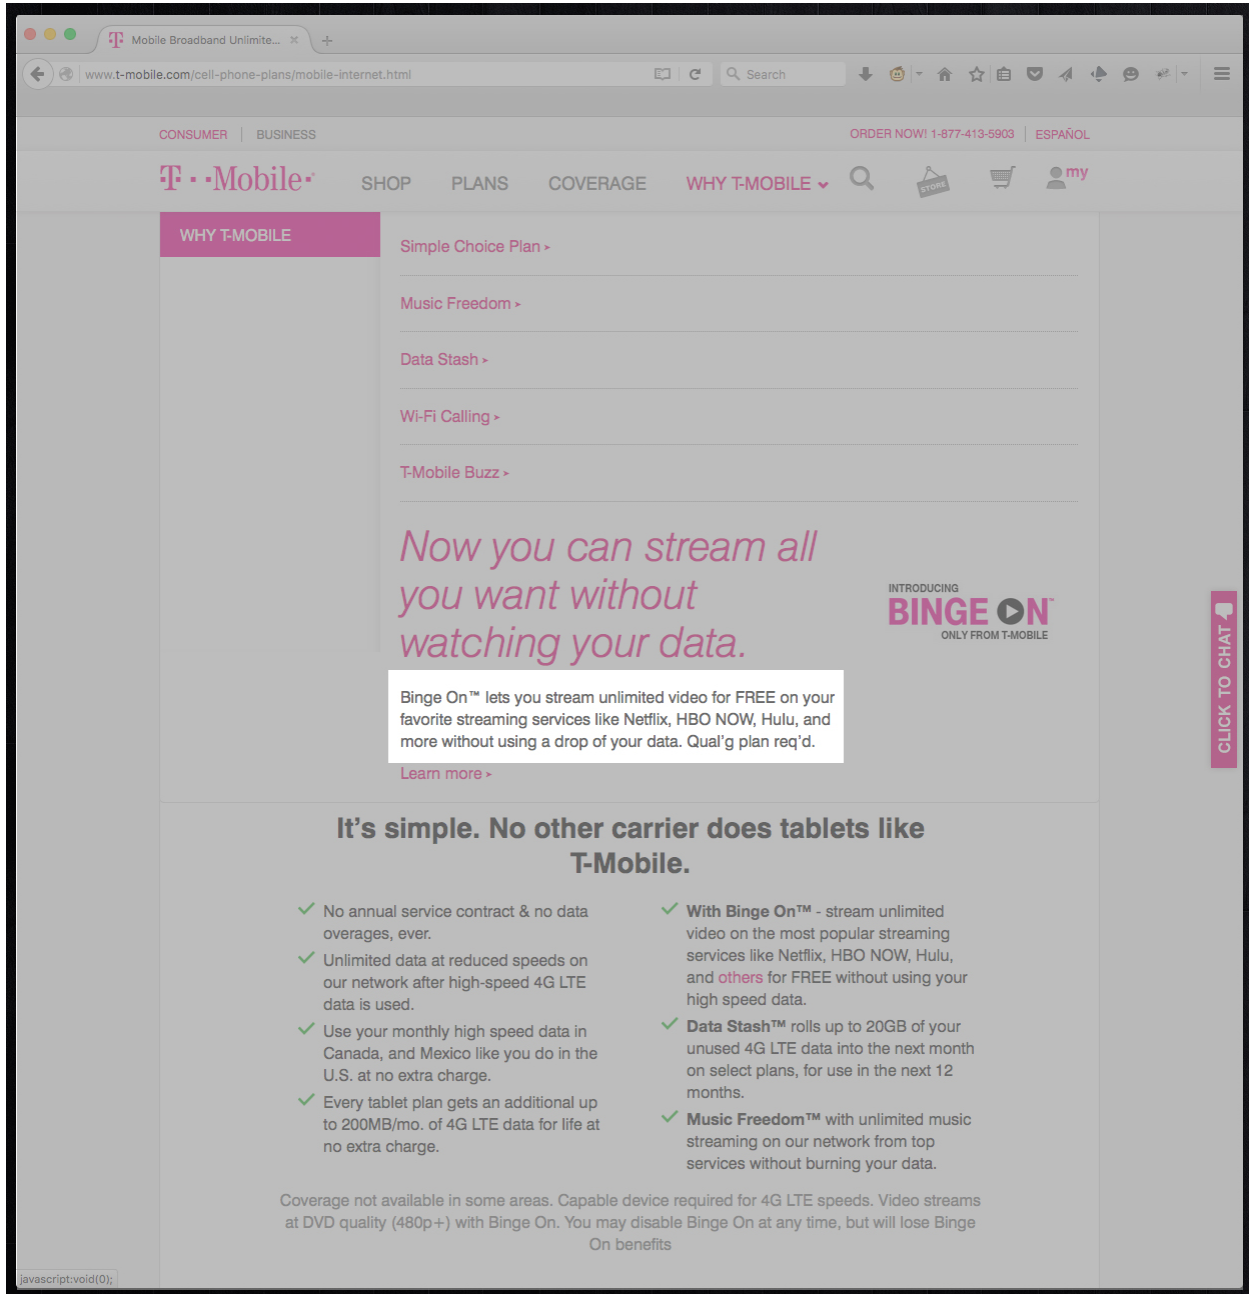 Mobile Broadband Unlimite...
www.t-mobile.com/cell-phone-plans/mobile-internet.html
Search
CONSUMER BUSINESS
ORDER NOW! 1-877-413-5903 ESPAÑOL
T··Mobile·
SHOP PLANS COVERAGE WHY T-MOBILE
STORE
my
WHY T-MOBILE
Simple Choice Plan
Music Freedom
Data Stash
Wi-Fi Calling
T-Mobile Buzz
Now you can stream all
you want without
watching your data.
INTRODUCING
BINGE ON™
ONLY FROM T-MOBILE
Binge On™ lets you stream unlimited video for FREE on your
favorite streaming services like Netflix, HBO NOW, Hulu, and
more without using a drop of your data. Qual'g plan req'd.
Learn more
CLICK TO CHAT
It's simple. No other carrier does tablets like
T-Mobile.
No annual service contract & no data
overages, ever.
Unlimited data at reduced speeds on
our network after high-speed 4G LTE
data is used.
Use your monthly high speed data in
Canada, and Mexico like you do in the
U.S. at no extra charge.
Every tablet plan gets an additional up
to 200MB/mo. of 4G LTE data for life at
no extra charge.
With Binge On™ - stream unlimited
video on the most popular streaming
services like Netflix, HBO NOW, Hulu,
and others for FREE without using your
high speed data.
Data Stash™ rolls up to 20GB of your
unused 4G LTE data into the next month
on select plans, for use in the next 12
months.
Music Freedom™ with unlimited music
streaming on our network from top
services without burning your data.
Coverage not available in some areas. Capable device required for 4G LTE speeds. Video streams
at DVD quality (480p+) with Binge On. You may disable Binge On at any time, but will lose Binge
On benefits
javascript:void(0);